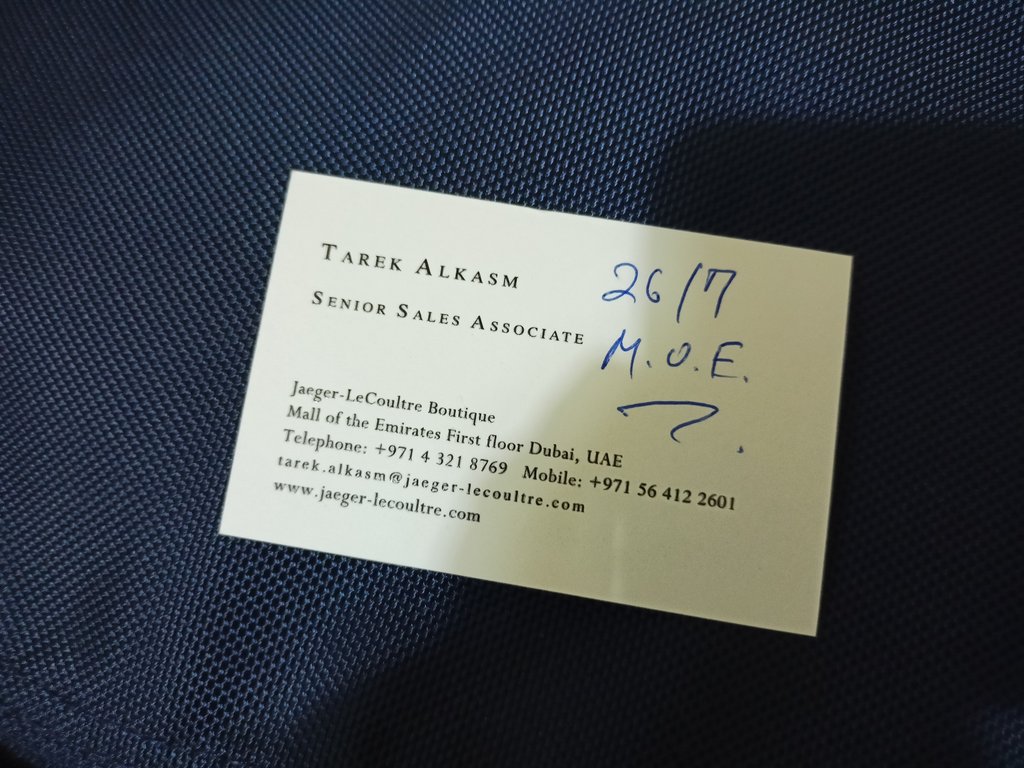 TAREK ALKASM
SENIOR SALES ASSOCIATE
26/7
M.O.E.
Jaeger-LeCoultre Boutique
Mall of the Emirates First floor Dubai, UAE
Telephone: +971 4 321 8769 Mobile: +971 56 412 2601
tarek.alkasm@jaeger-lecoultre.com
www.jaeger-lecoultre.com